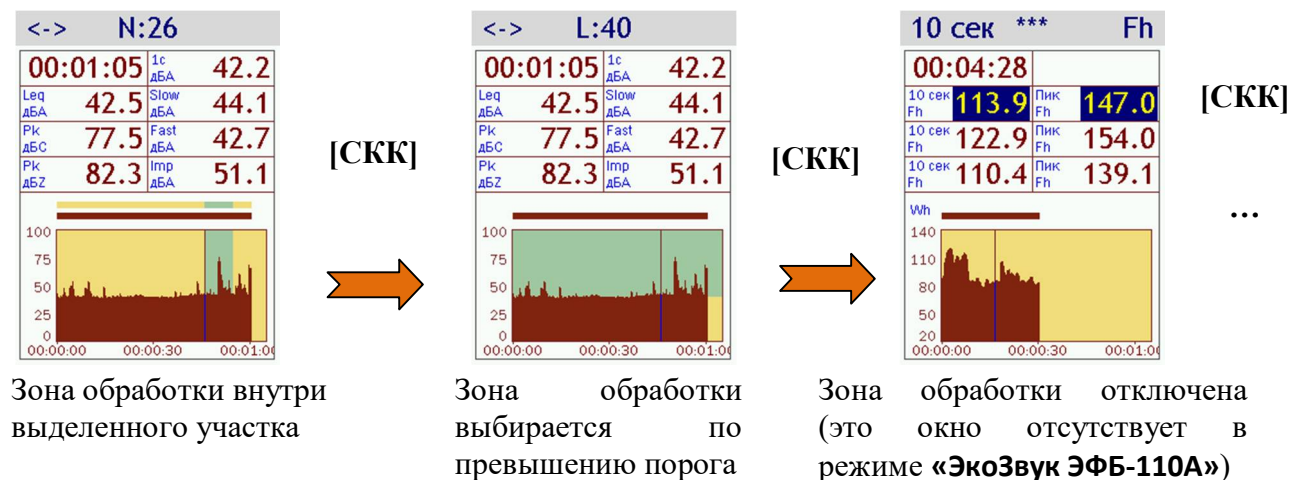 <-> N:26
00:01:05 1с дБА 42.2
Leq дБА 42.5 Slow дБА 44.1
Pk дБС 77.5 Fast дБА 42.7
Pk дБZ 82.3 Imp дБА 51.1
100
75
50
25
0
00:00:00 00:00:30 00:01:0
[СКК]
<-> L:40
00:01:05 1с дБА 42.2
Leq дБА 42.5 Slow дБА 44.1
Pk дБС 77.5 Fast дБА 42.7
Pk дБZ 82.3 Imp дБА 51.1
100
75
50
25
0
00:00:00 00:00:30 00:01:0
[СКК]
10 сек *** Fh
00:04:28
10 сек Fh 113.9 Пик Fh 147.0
10 сек Fh 122.9 Пик Fh 154.0
10 сек Fh 110.4 Пик Fh 139.1
Wh
140
110
80
50
20
00:00:00 00:00:30 00:01:0
[СКК]
...
Зона обработки внутри
выделенного участка
Зона обработки
выбирается по
превышению порога
Зона обработки отключена
(это окно отсутствует в
режиме «ЭкоЗвук ЭФБ-110А»)